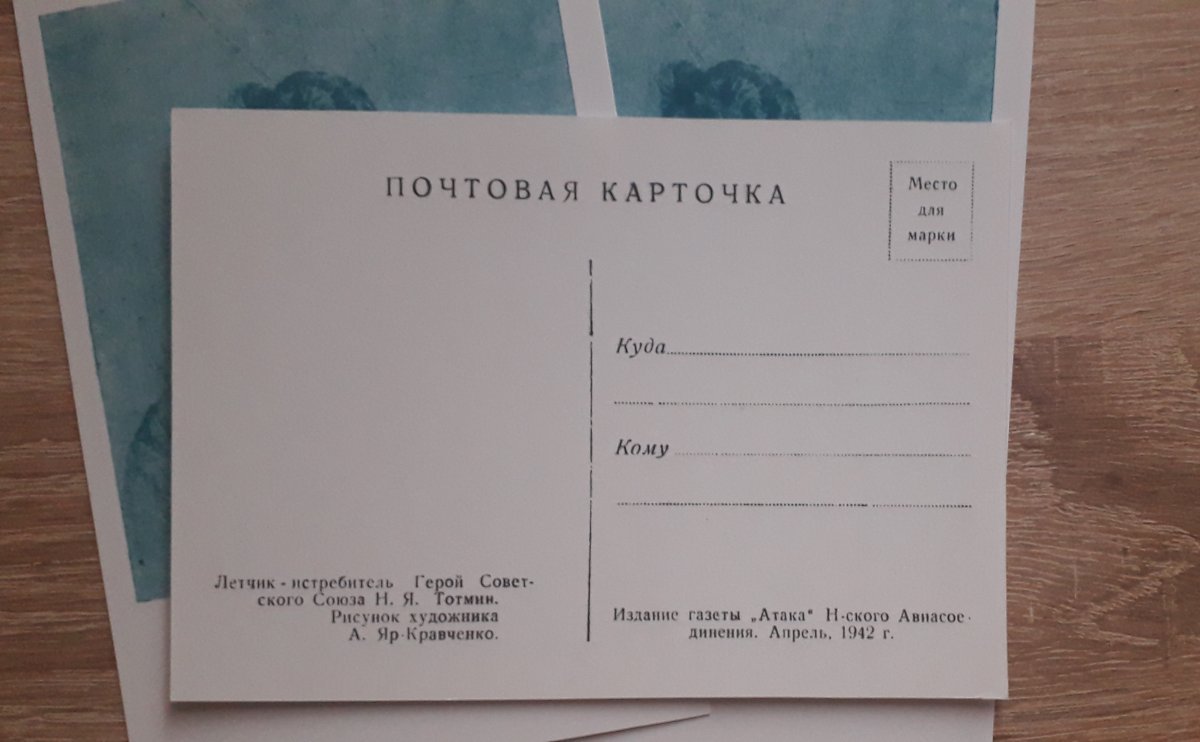 ПОЧТОВАЯ КАРТОЧКА
Место
для
марки
Куда
Кому
Летчик - истребитель Герой Совет-
ского Союза Н. Я. Тотмин.
Рисунок художника
А. Яр-Кравченко.
Издание газеты „Атака“ Н-ского Авиасое-
динения. Апрель, 1942 г.